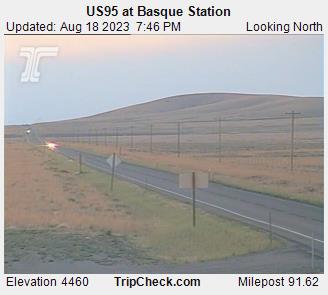 US95 at Basque Station
Updated: Aug 18 2023 7:46 PM Looking North
Elevation 4460 TripCheck.com Milepost 91.62